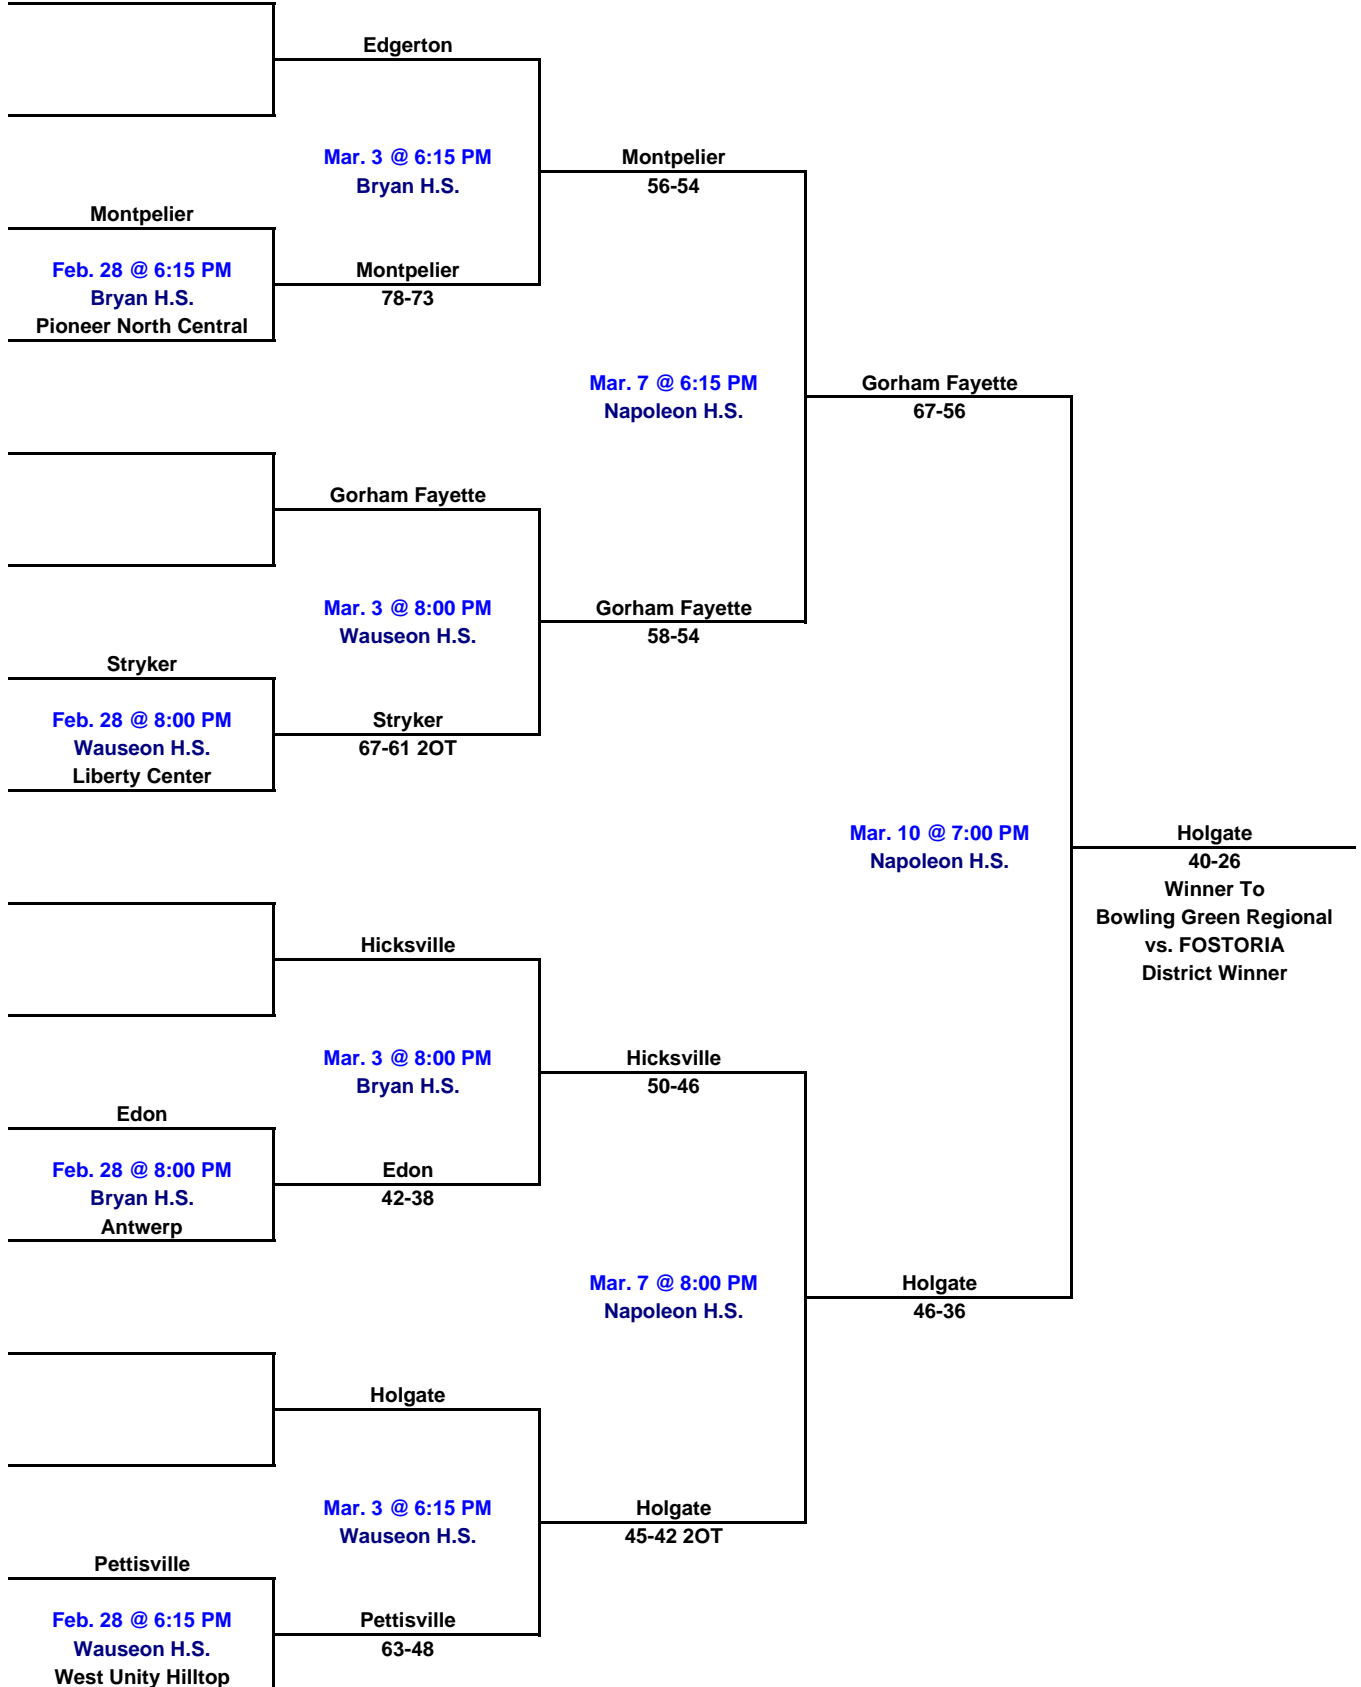 Edgerton
Mar. 3 @ 6:15 PM
Bryan H.S.
Montpelier
56-54
Montpelier
Feb. 28 @ 6:15 PM
Bryan H.S.
Pioneer North Central
Montpelier
78-73
Mar. 7 @ 6:15 PM
Napoleon H.S.
Gorham Fayette
67-56
Gorham Fayette
Mar. 3 @ 8:00 PM
Wauseon H.S.
Gorham Fayette
58-54
Stryker
Feb. 28 @ 8:00 PM
Wauseon H.S.
Liberty Center
Stryker
67-61 2OT
Mar. 10 @ 7:00 PM
Napoleon H.S.
Holgate
40-26
Winner To
Bowling Green Regional
vs. FOSTORIA
District Winner
Hicksville
Mar. 3 @ 8:00 PM
Bryan H.S.
Hicksville
50-46
Edon
Feb. 28 @ 8:00 PM
Bryan H.S.
Antwerp
Edon
42-38
Mar. 7 @ 8:00 PM
Napoleon H.S.
Holgate
46-36
Holgate
Mar. 3 @ 6:15 PM
Wauseon H.S.
Holgate
45-42 2OT
Pettisville
Feb. 28 @ 6:15 PM
Wauseon H.S.
West Unity Hilltop
Pettisville
63-48